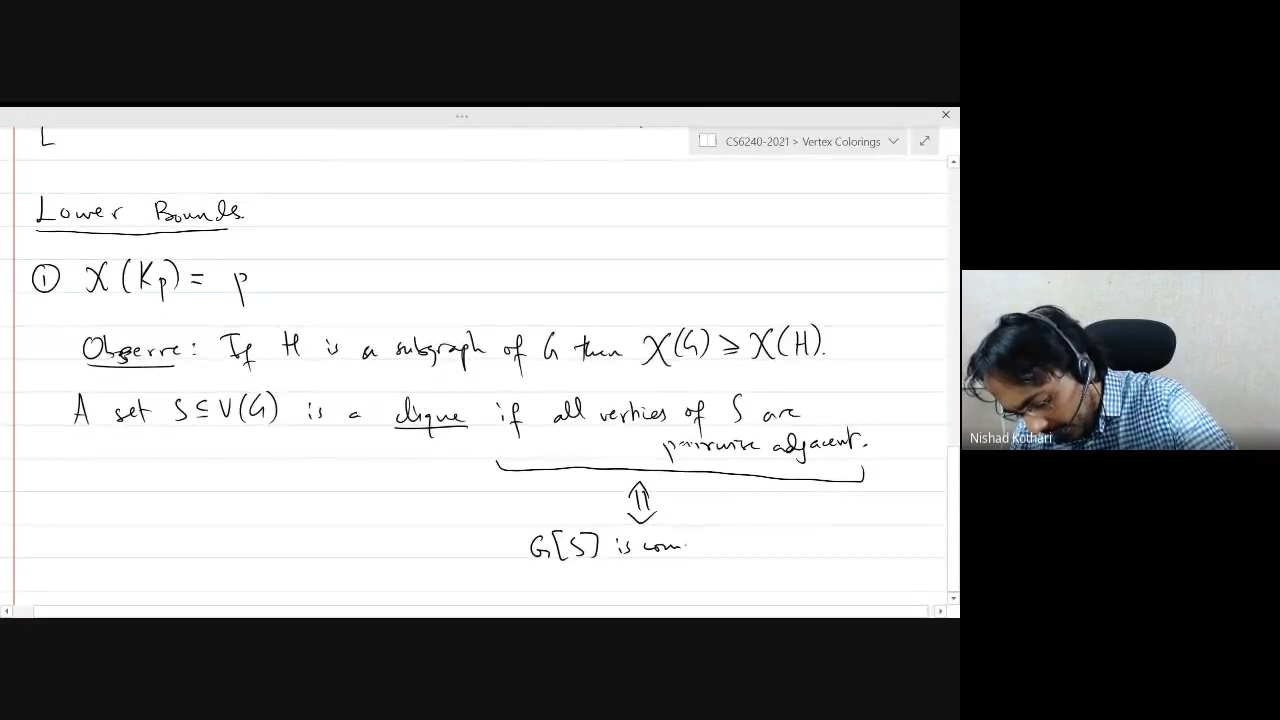 CS6240-2021 > Vertex Colorings
Lower Bounds.
① χ(Kp) = p
Observe: If H is a subgraph of G then χ(G) ⩾ χ(H).
A set S ⊆ V(G) is a clique if all vertices of S are
pairwise adjacent.
⇕
G[S] is com
Nishad Kothari